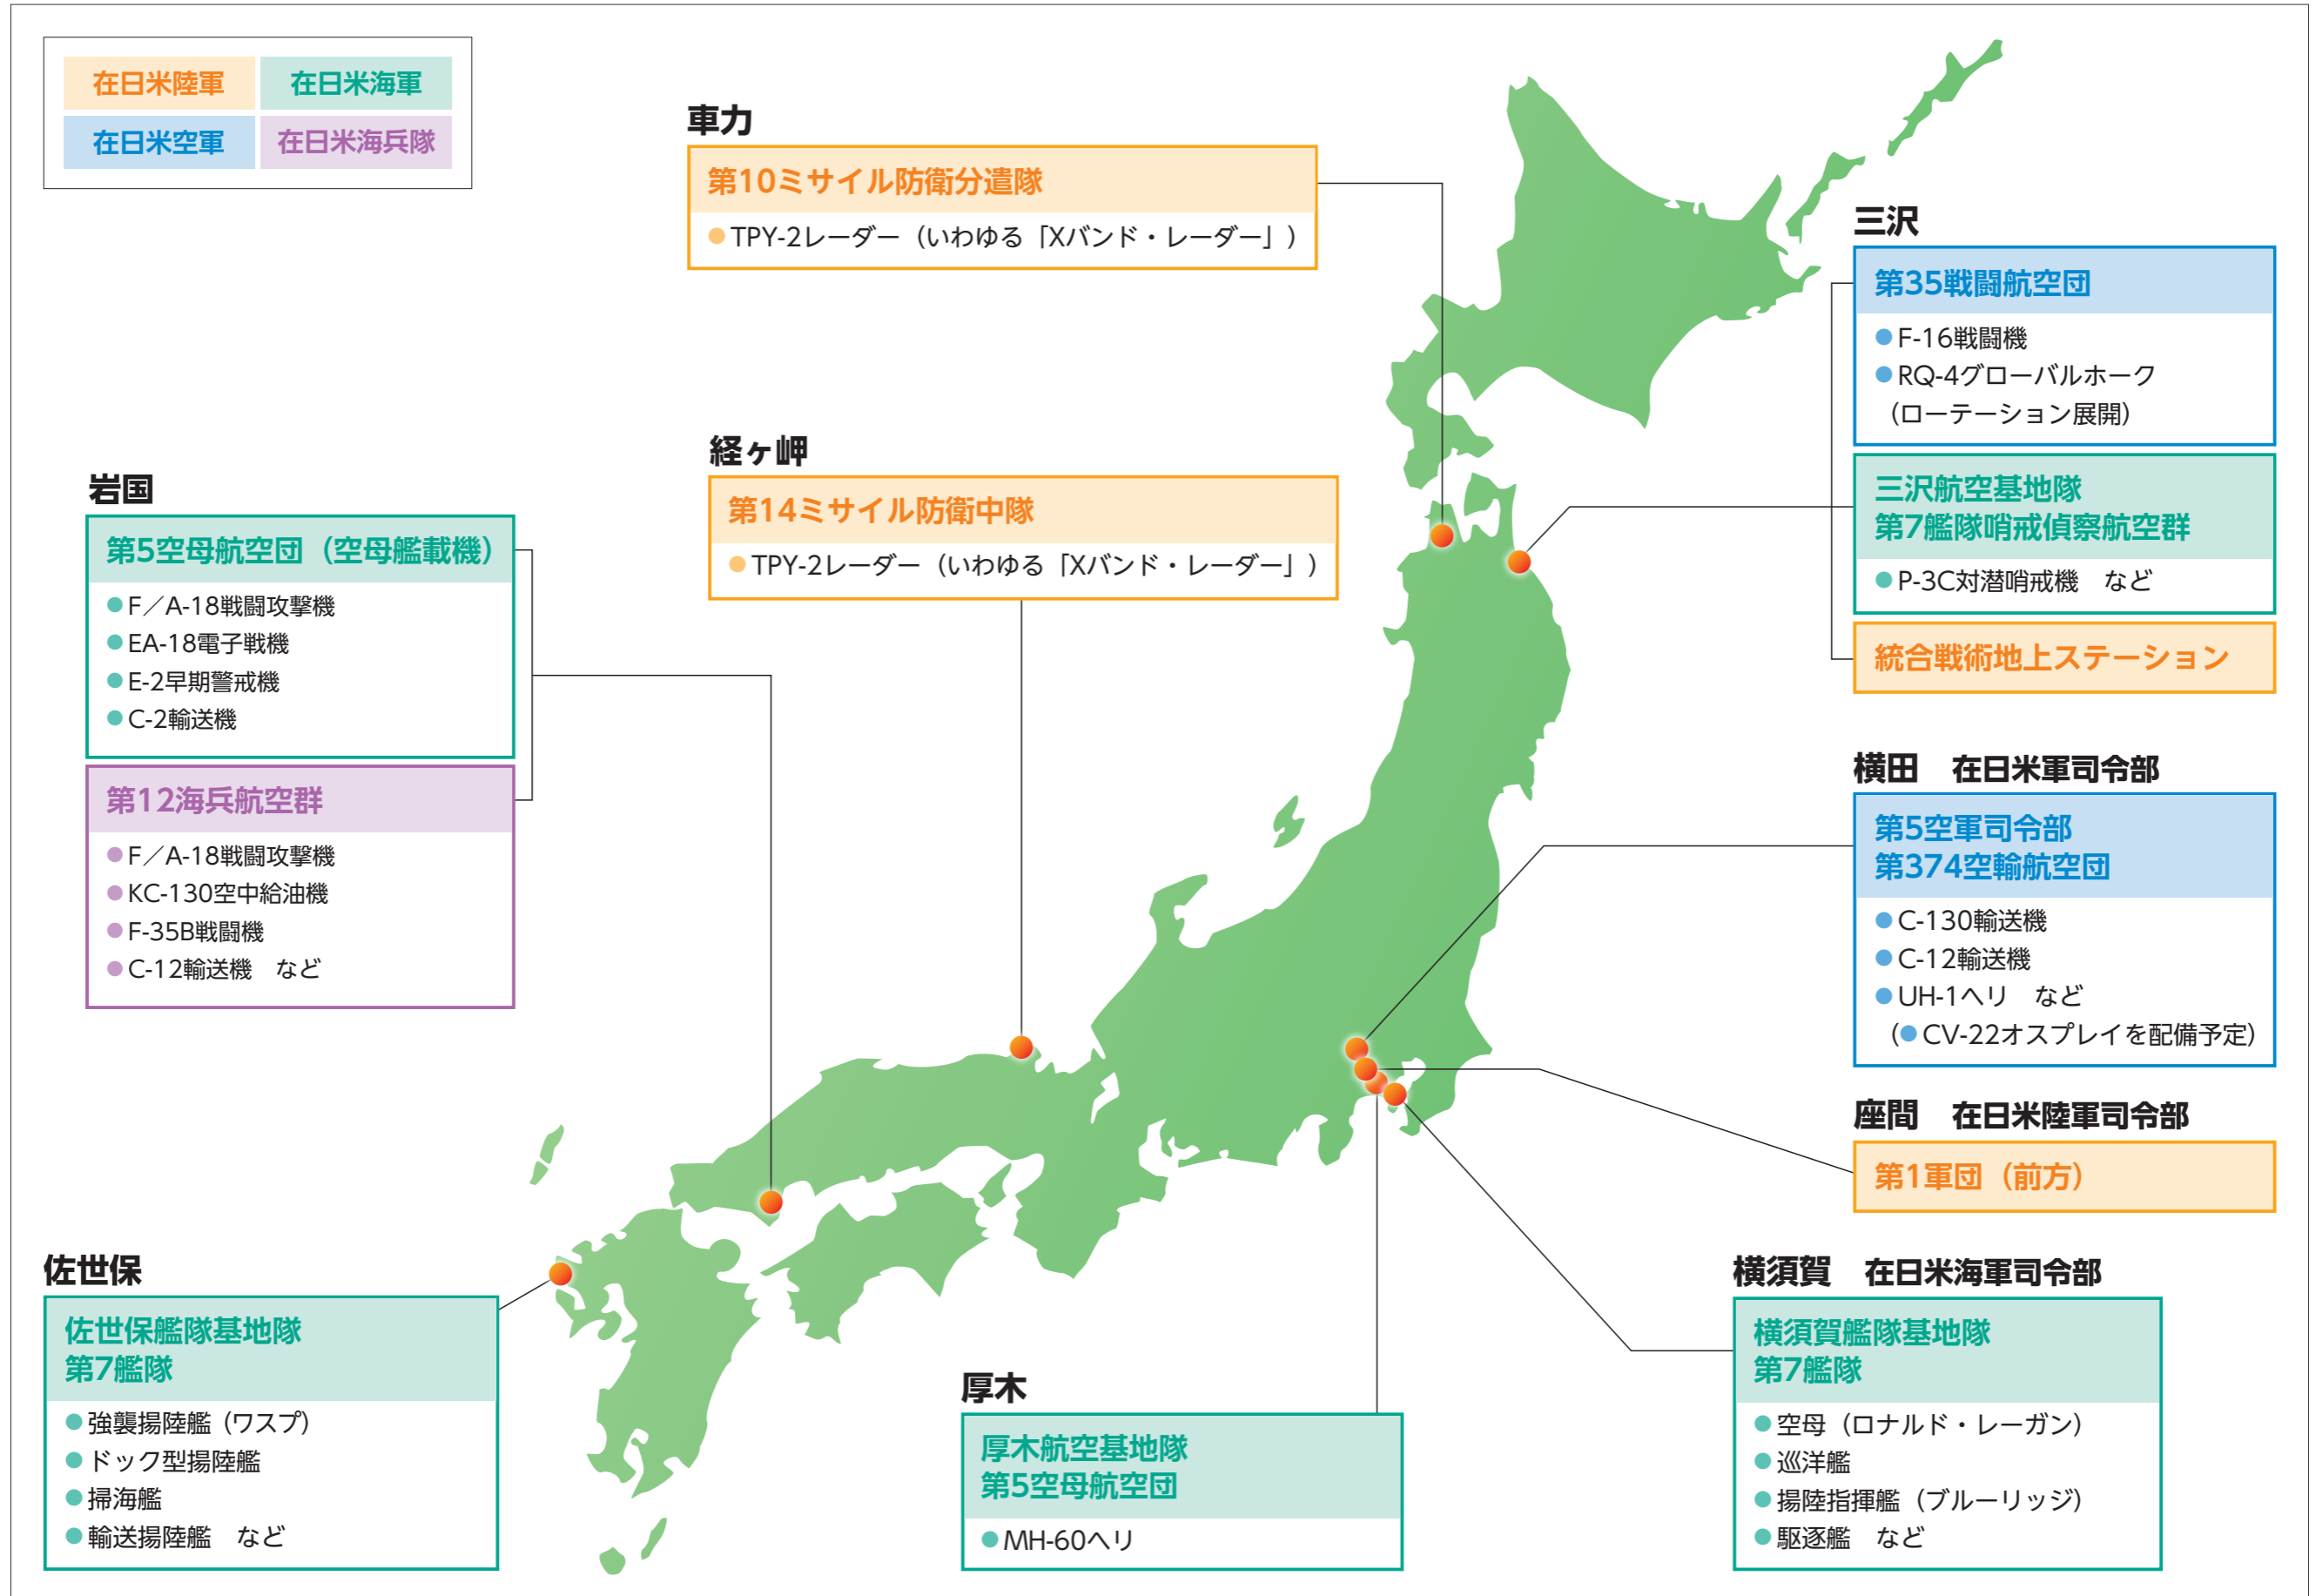 在日米陸軍
在日米海軍
在日米空軍
在日米海兵隊
車力
第10ミサイル防衛分遣隊
●TPY-2レーダー（いわゆる「Xバンド・レーダー」）
三沢
第35戦闘航空団
●F-16戦闘機
●RQ-4グローバルホーク
（ローテーション展開）
三沢航空基地隊
第7艦隊哨戒偵察航空群
●P-3C対潜哨戒機　など
統合戦術地上ステーション
経ヶ岬
第14ミサイル防衛中隊
●TPY-2レーダー（いわゆる「Xバンド・レーダー」）
岩国
第5空母航空団（空母艦載機）
●F／A-18戦闘攻撃機
●EA-18電子戦機
●E-2早期警戒機
●C-2輸送機
第12海兵航空群
●F／A-18戦闘攻撃機
●KC-130空中給油機
●F-35B戦闘機
●C-12輸送機　など
横田　在日米軍司令部
第5空軍司令部
第374空輸航空団
●C-130輸送機
●C-12輸送機
●UH-1ヘリ　など
（●CV-22オスプレイを配備予定）
座間　在日米陸軍司令部
第1軍団（前方）
佐世保
佐世保艦隊基地隊
第7艦隊
●強襲揚陸艦（ワスプ）
●ドック型揚陸艦
●掃海艦
●輸送揚陸艦　など
厚木
厚木航空基地隊
第5空母航空団
●MH-60ヘリ
横須賀　在日米海軍司令部
横須賀艦隊基地隊
第7艦隊
●空母（ロナルド・レーガン）
●巡洋艦
●揚陸指揮艦（ブルーリッジ）
●駆逐艦　など